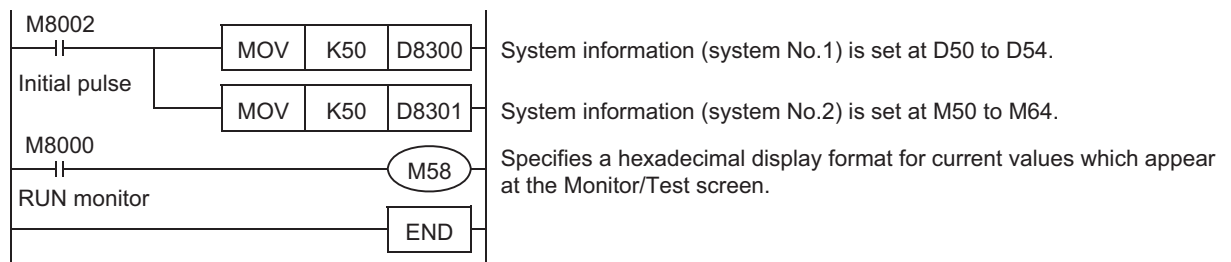 M8002
MOV K50 D8300 System information (system No.1) is set at D50 to D54.
Initial pulse
MOV K50 D8301 System information (system No.2) is set at M50 to M64.
M8000
M58 Specifies a hexadecimal display format for current values which appear
at the Monitor/Test screen.
RUN monitor
END